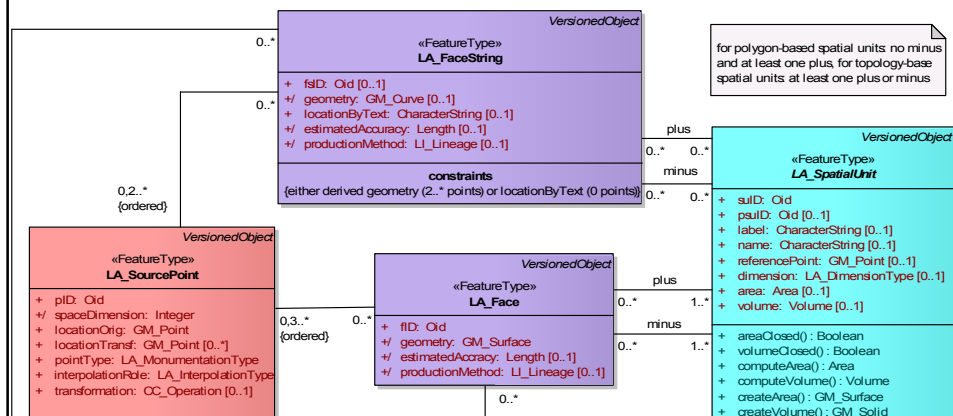 VersionedObject
«FeatureType»
LA_FaceString
+ fsID: Oid [0..1]
+/ geometry: GM_Curve [0..1]
+ locationByText: CharacterString [0..1]
+/ estimatedAccuracy: Length [0..1]
+/ productionMethod: LI_Lineage [0..1]
constraints
{either derived geometry (2..* points) or locationByText (0 points)}
0..*
0..*
for polygon-based spatial units: no minus
and at least one plus, for topology-base
spatial units: at least one plus or minus
plus
0..* 0..*
minus
0..* 0..*
0,2..*
{ordered}
VersionedObject
«FeatureType»
LA_SpatialUnit
+ suID: Oid
+ psuID: Oid [0..1]
+ label: CharacterString [0..1]
+ name: CharacterString [0..1]
+ referencePoint: GM_Point [0..1]
+ dimension: LA_DimensionType [0..1]
+ area: Area [0..1]
+ volume: Volume [0..1]
+ areaClosed() : Boolean
+ volumeClosed() : Boolean
+ computeArea() : Area
+ computeVolume() : Volume
+ createArea() : GM_Surface
+ createVolume() : GM_Solid
VersionedObject
«FeatureType»
LA_SourcePoint
+ pID: Oid
+/ spaceDimension: Integer
+ locationOrig: GM_Point
+ locationTransf: GM_Point [0..*]
+ pointType: LA_MonumentationType
+ interpolationRole: LA_InterpolationType
+ transformation: CC_Operation [0..1]
0,3..*
{ordered}
0..*
VersionedObject
«FeatureType»
LA_Face
+ fID: Oid
+/ geometry: GM_Surface
+/ estimatedAccracy: Length [0..1]
+/ productionMethod: LI_Lineage [0..1]
plus
0..* 1..*
minus
0..* 1..*
0..*